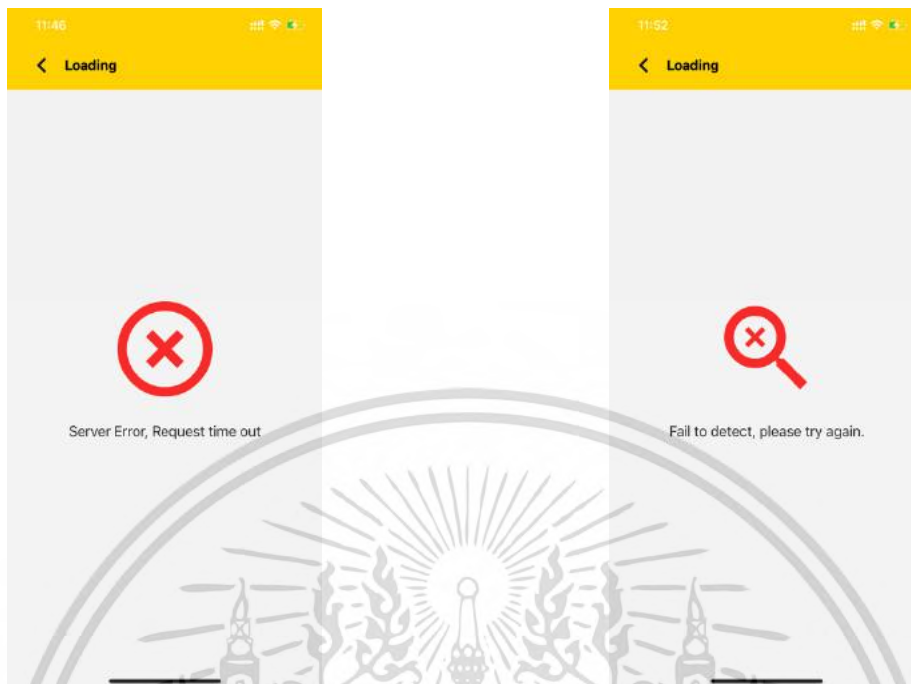 11:46
Loading
Server Error, Request time out
11:52
Loading
Fail to detect, please try again.